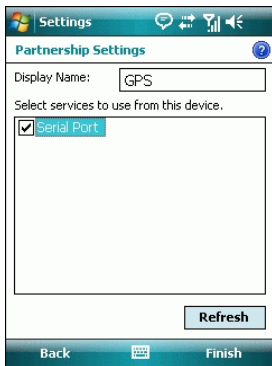 Settings
Partnership Settings
Display Name: GPS
Select services to use from this device.
Serial Port
Refresh
Back Finish